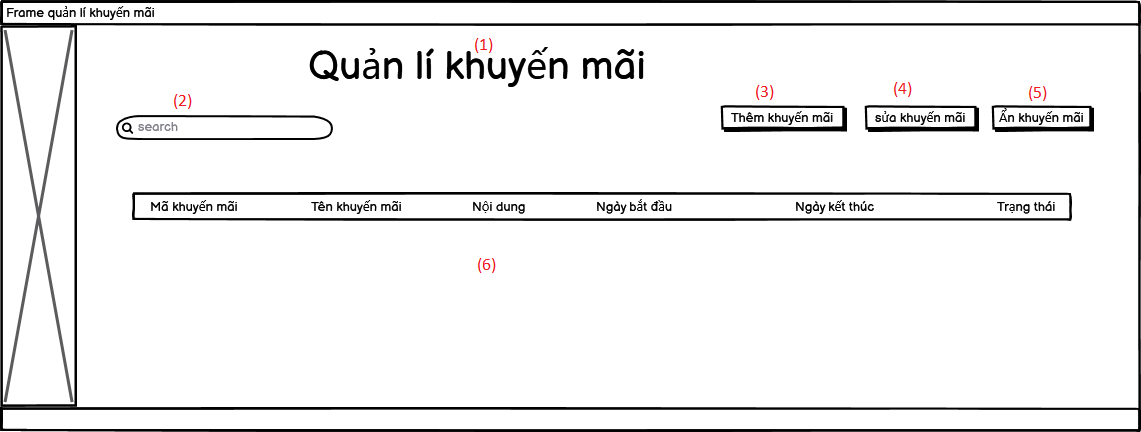 Frame quản lí khuyến mãi
(1)
Quản lí khuyến mãi
(2)
(3)
(4)
(5)
search
Thêm khuyến mãi
sửa khuyến mãi
Ẩn khuyến mãi
Mã khuyến mãi Tên khuyến mãi Nội dung Ngày bắt đầu Ngày kết thúc Trạng thái
(6)